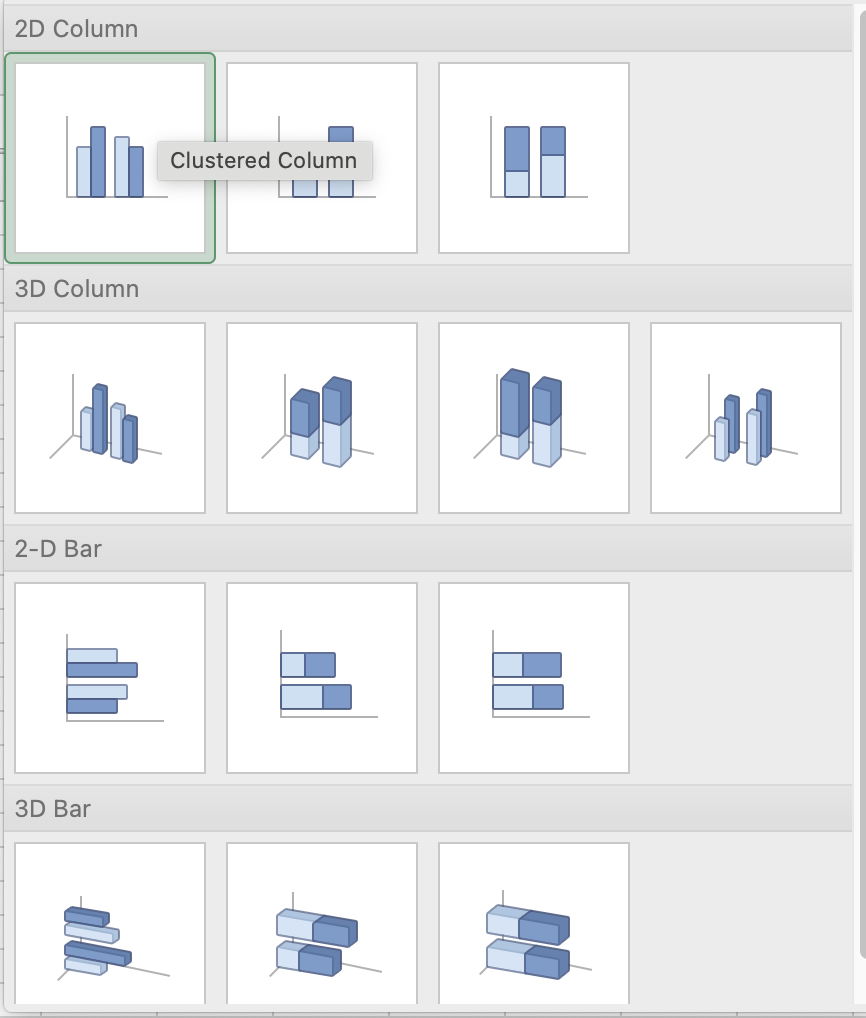 2D Column
Clustered Column
3D Column
2-D Bar
3D Bar